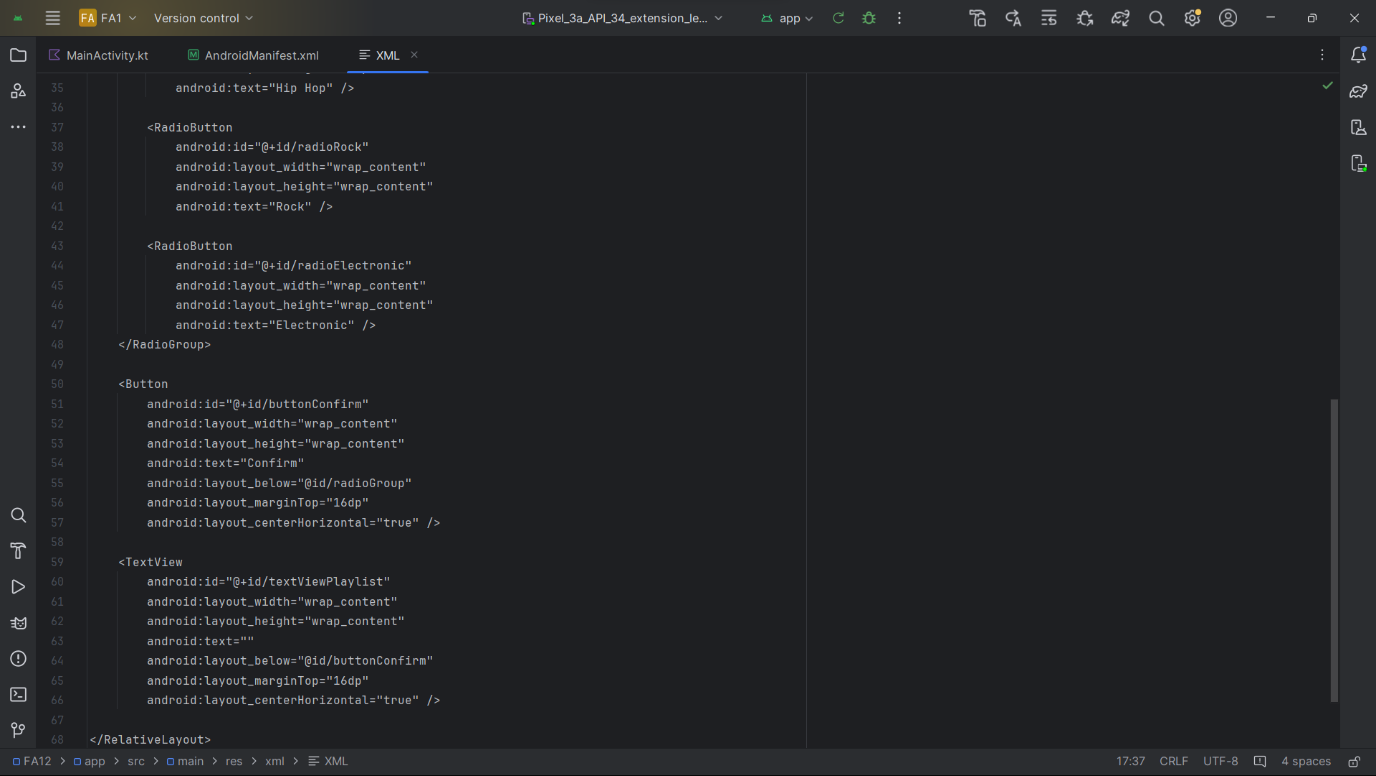 FA FA1 Version control Pixel_3a_API_34_extension_le... app
MainActivity.kt AndroidManifest.xml XML
35 android:text="Hip Hop" />
36
37 <RadioButton
38 android:id="@+id/radioRock"
39 android:layout_width="wrap_content"
40 android:layout_height="wrap_content"
41 android:text="Rock" />
42
43 <RadioButton
44 android:id="@+id/radioElectronic"
45 android:layout_width="wrap_content"
46 android:layout_height="wrap_content"
47 android:text="Electronic" />
48 </RadioGroup>
49
50 <Button
51 android:id="@+id/buttonConfirm"
52 android:layout_width="wrap_content"
53 android:layout_height="wrap_content"
54 android:text="Confirm"
55 android:layout_below="@id/radioGroup"
56 android:layout_marginTop="16dp"
57 android:layout_centerHorizontal="true" />
58
59 <TextView
60 android:id="@+id/textViewPlaylist"
61 android:layout_width="wrap_content"
62 android:layout_height="wrap_content"
63 android:text=""
64 android:layout_below="@id/buttonConfirm"
65 android:layout_marginTop="16dp"
66 android:layout_centerHorizontal="true" />
67
68 </RelativeLayout>
FA12 > app > src > main > res > xml > XML 17:37 CRLF UTF-8 4 spaces